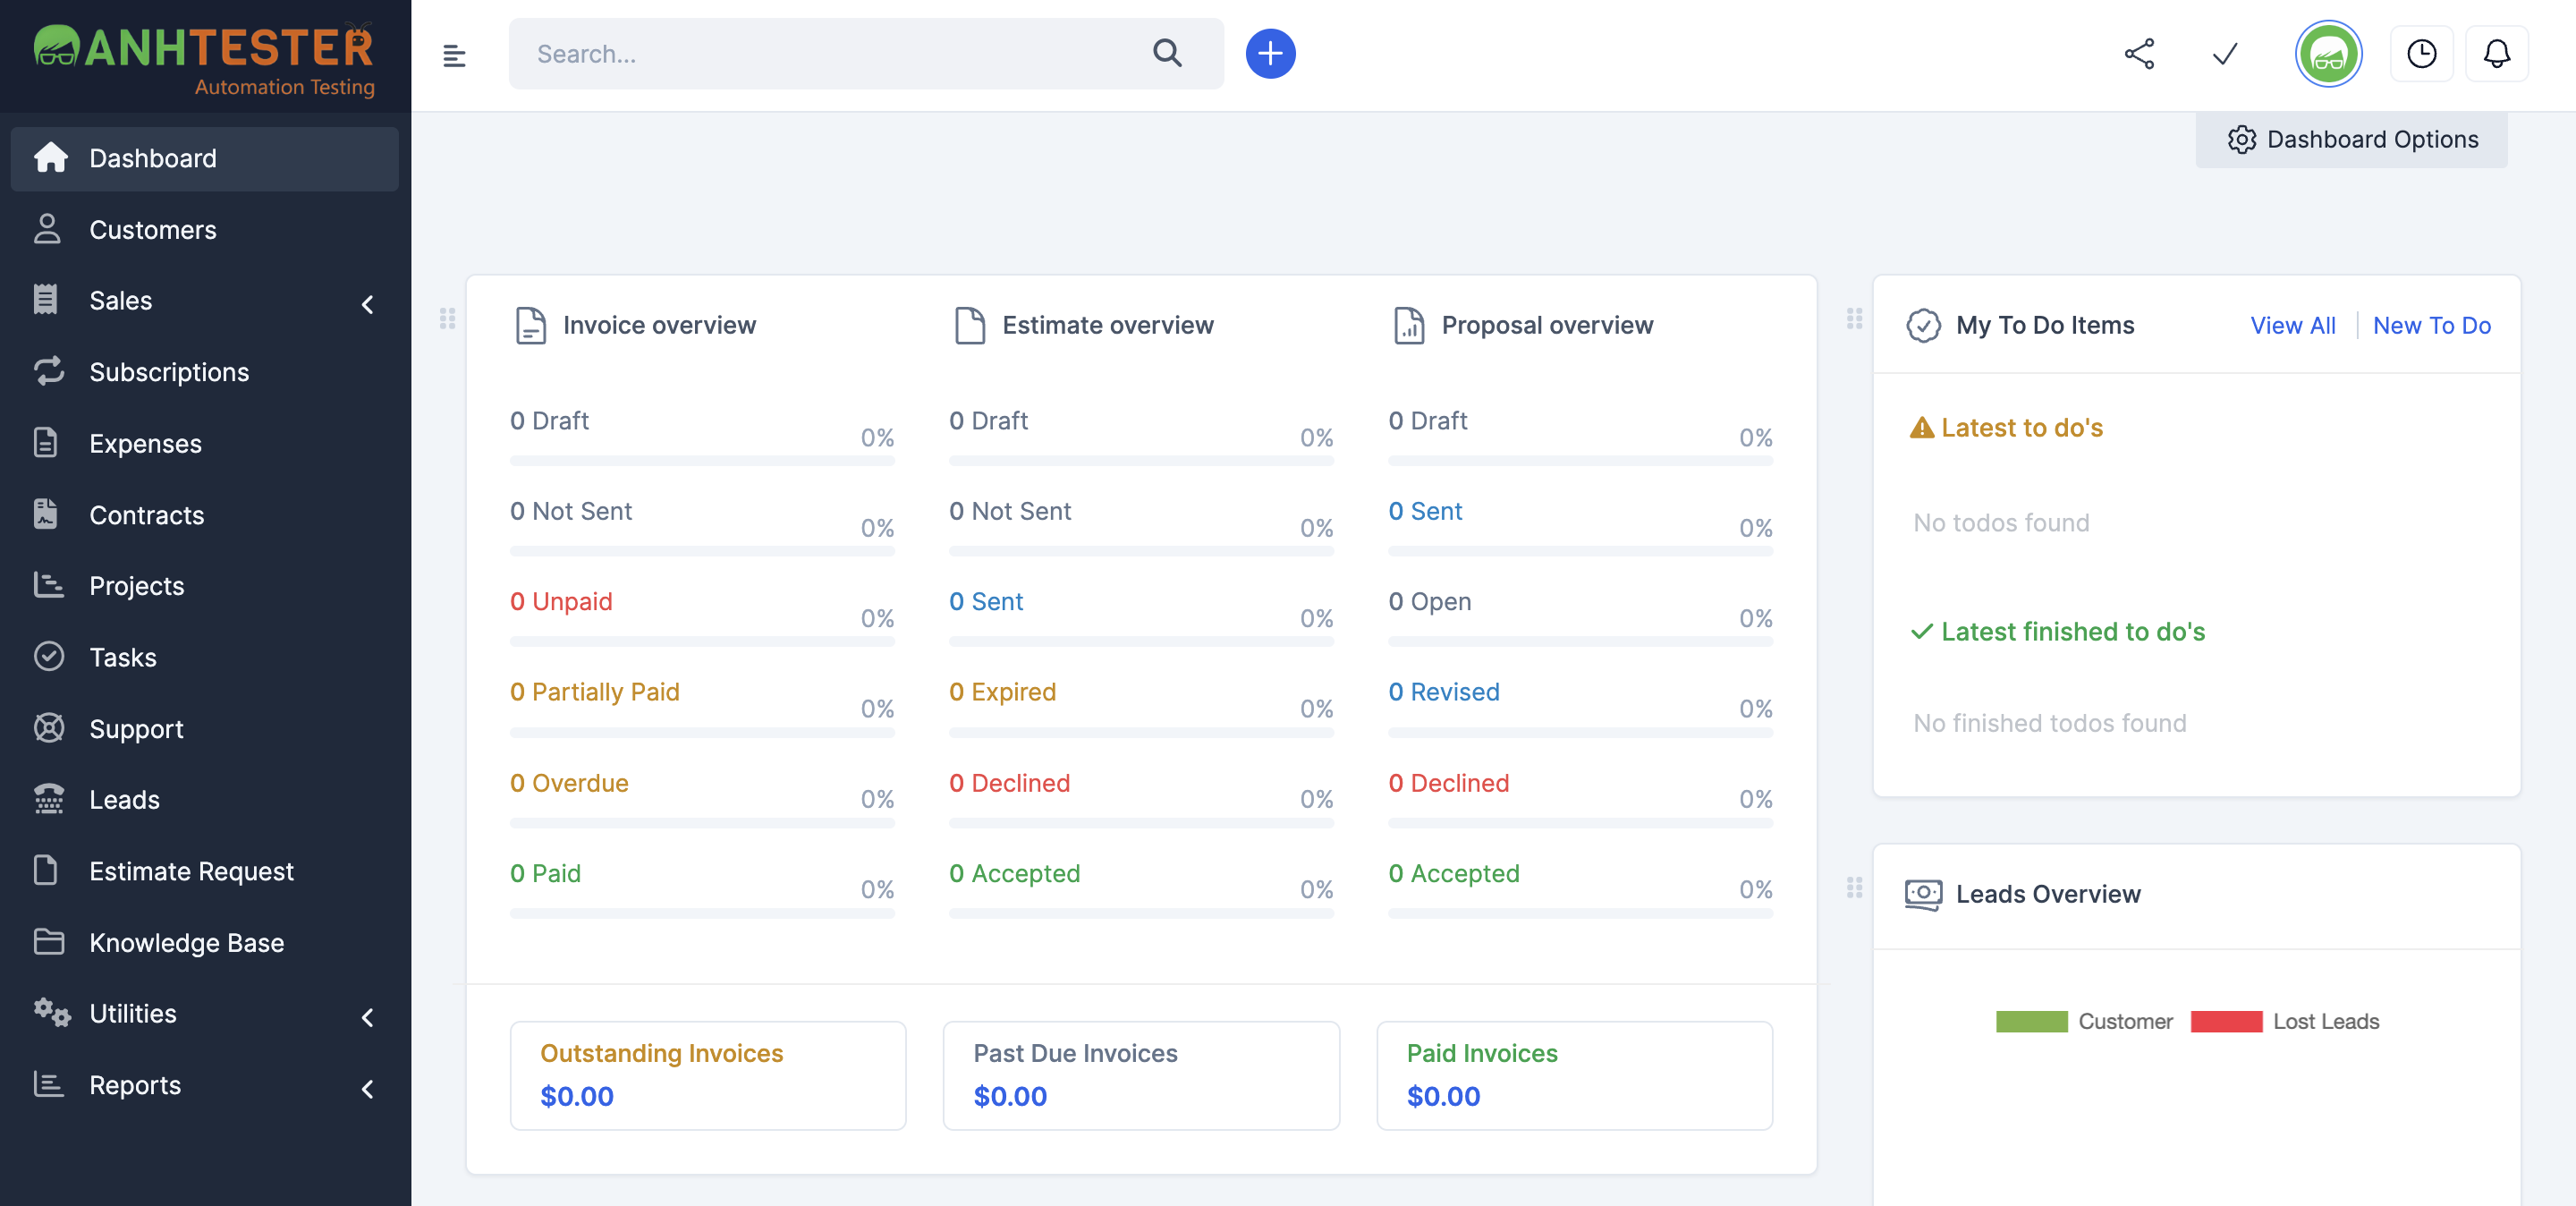 ANHTESTER
Automation Testing
Search...
Dashboard Options
Dashboard
Customers
Sales
Subscriptions
Expenses
Contracts
Projects
Tasks
Support
Leads
Estimate Request
Knowledge Base
Utilities
Reports
Invoice overview
0 Draft
0%
0 Not Sent
0%
0 Unpaid
0%
0 Partially Paid
0%
0 Overdue
0%
0 Paid
0%
Estimate overview
0 Draft
0%
0 Not Sent
0%
0 Sent
0%
0 Expired
0%
0 Declined
0%
0 Accepted
0%
Proposal overview
0 Draft
0%
0 Sent
0%
0 Open
0%
0 Revised
0%
0 Declined
0%
0 Accepted
0%
Outstanding Invoices
$0.00
Past Due Invoices
$0.00
Paid Invoices
$0.00
My To Do Items
View All
New To Do
Latest to do's
No todos found
Latest finished to do's
No finished todos found
Leads Overview
Customer
Lost Leads